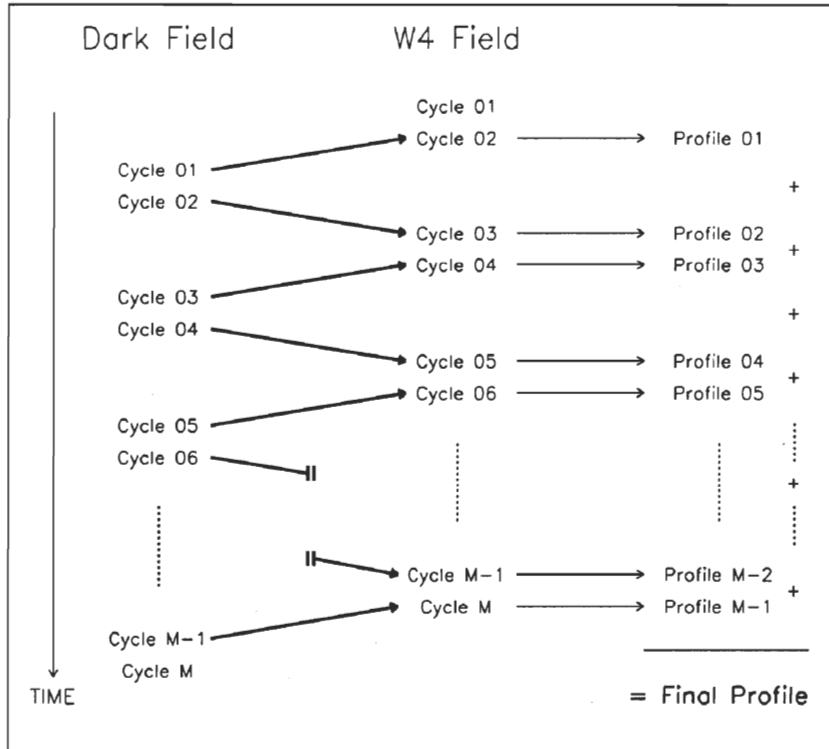 Dark Field
W4 Field
Cycle 01
Cycle 02
Profile 01
Cycle 01
+
Cycle 02
Cycle 03
Profile 02
+
Cycle 04
Profile 03
Cycle 03
+
Cycle 04
Cycle 05
Profile 04
+
Cycle 06
Profile 05
Cycle 05
Cycle 06
+
Cycle M-1
Profile M-2
+
Cycle M
Profile M-1
Cycle M-1
Cycle M
TIME
= Final Profile